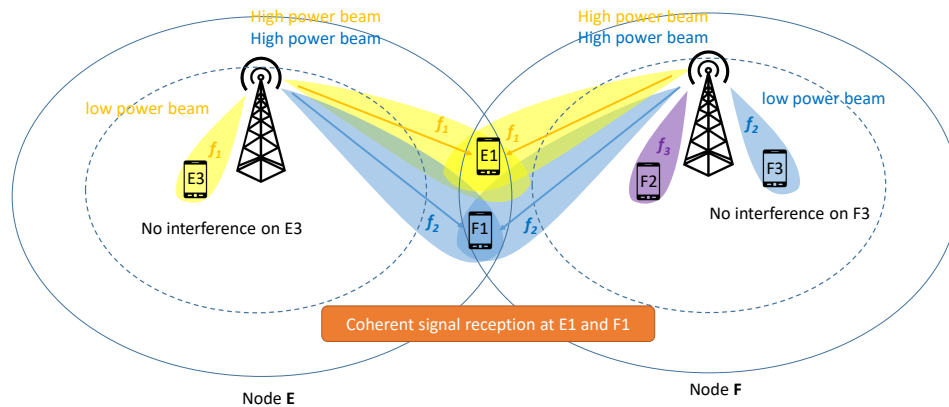 High power beam
High power beam
High power beam
High power beam
low power beam
low power beam
f1
f1
f1
f2
f3
E1
E3
F2
F3
No interference on E3
No interference on F3
f2
F1
f2
Coherent signal reception at E1 and F1
Node E
Node F